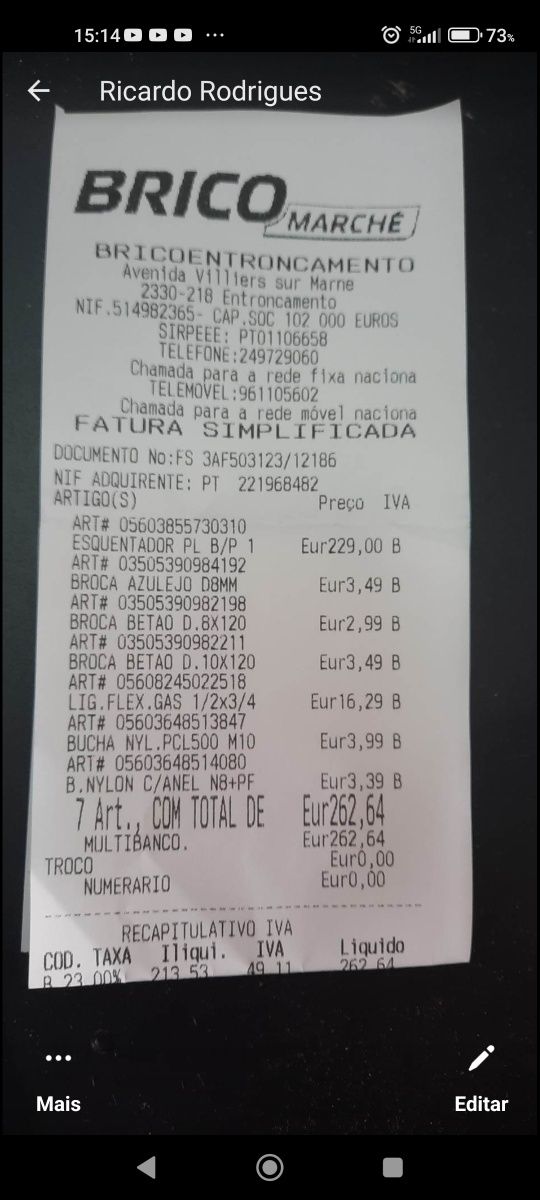 15:14
5G
73%
Ricardo Rodrigues
BRICO
MARCHÉ
BRICOENTRONCAMENTO
Avenida Villiers sur Marne
2330-218 Entroncamento
NIF.514982365- CAP.SOC 102 000 EUROS
SIRPEEE: PT01106658
TELEFONE:249729060
Chamada para a rede fixa naciona
TELEMOVEL:961105602
Chamada para a rede móvel naciona
FATURA SIMPLIFICADA
DOCUMENTO No:FS 3AF503123/12186
NIF ADQUIRENTE: PT 221968482
ARTIGO(S) Preço IVA
ART# 05603855730310
ESQUENTADOR PL B/P 1 Eur229,00 B
ART# 03505390984192
BROCA AZULEJO D8MM Eur3,49 B
ART# 03505390982198
BROCA BETAO D.8X120 Eur2,99 B
ART# 03505390982211
BROCA BETAO D.10X120 Eur3,49 B
ART# 05608245022518
LIG.FLEX.GAS 1/2x3/4 Eur16,29 B
ART# 05603648513847
BUCHA NYL.PCL500 M10 Eur3,99 B
ART# 05603648514080
B.NYLON C/ANEL N8+PF Eur3,39 B
7 Art., COM TOTAL DE Eur262,64
MULTIBANCO. Eur262,64
TROCO Eur0,00
NUMERARIO Eur0,00
RECAPITULATIVO IVA
COD. TAXA Iliqui. IVA Liquido
B 23,00% 213,53 49,11 262,64
Mais
Editar